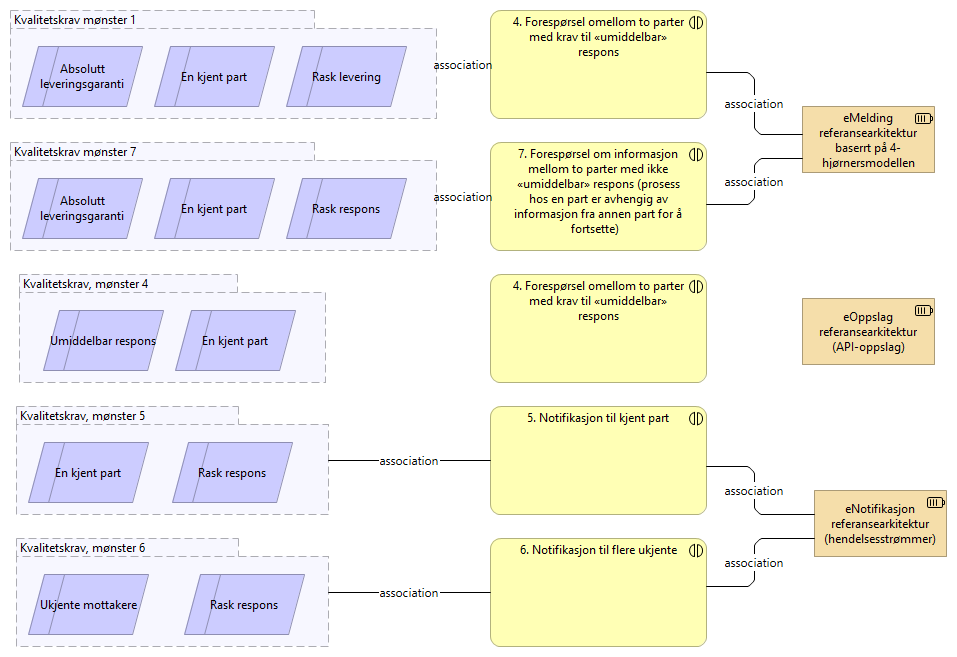 Kvalitetskrav mønster 1
Absolutt
leveringsgaranti
En kjent part
Rask levering
association
4. Forespørsel omellom to parter
med krav til «umiddelbar»
respons
association
eMelding
referansearkitektur
baserrt på 4-
hjørnersmodellen
Kvalitetskrav mønster 7
Absolutt
leveringsgaranti
En kjent part
Rask respons
association
7. Forespørsel om informasjon
mellom to parter med ikke
«umiddelbar» respons (prosess
hos en part er avhengig av
informasjon fra annen part for å
fortsette)
association
Kvalitetskrav, mønster 4
Umiddelbar respons
En kjent part
4. Forespørsel omellom to parter
med krav til «umiddelbar»
respons
eOppslag
referansearkitektur
(API-oppslag)
Kvalitetskrav, mønster 5
En kjent part
Rask respons
association
5. Notifikasjon til kjent part
association
eNotifikasjon
referansearkitektur
(hendelsesstrømmer)
Kvalitetskrav, mønster 6
Ukjente mottakere
Rask respons
association
6. Notifikasjon til flere ukjente
association